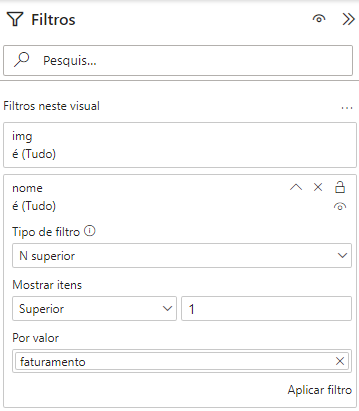 Filtros
Pesquis...
Filtros neste visual
...
img
é (Tudo)
nome
é (Tudo)
Tipo de filtro
N superior
Mostrar itens
Superior 1
Por valor
faturamento
Aplicar filtro